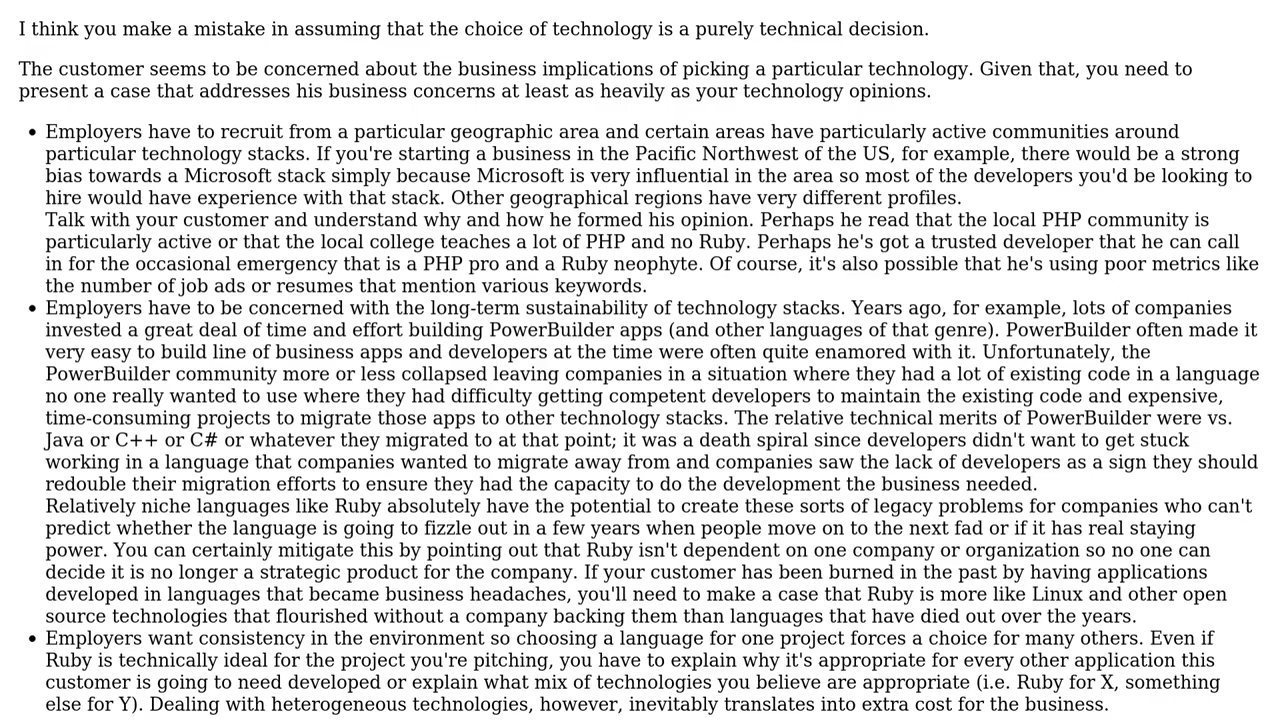 I think you make a mistake in assuming that the choice of technology is a purely technical decision.
The customer seems to be concerned about the business implications of picking a particular technology. Given that, you need to
present a case that addresses his business concerns at least as heavily as your technology opinions.
• Employers have to recruit from a particular geographic area and certain areas have particularly active communities around
particular technology stacks. If you're starting a business in the Pacific Northwest of the US, for example, there would be a strong
bias towards a Microsoft stack simply because Microsoft is very influential in the area so most of the developers you'd be looking to
hire would have experience with that stack. Other geographical regions have very different profiles.
Talk with your customer and understand why and how he formed his opinion. Perhaps he read that the local PHP community is
particularly active or that the local college teaches a lot of PHP and no Ruby. Perhaps he's got a trusted developer that he can call
in for the occasional emergency that is a PHP pro and a Ruby neophyte. Of course, it's also possible that he's using poor metrics like
the number of job ads or resumes that mention various keywords.
• Employers have to be concerned with the long-term sustainability of technology stacks. Years ago, for example, lots of companies
invested a great deal of time and effort building PowerBuilder apps (and other languages of that genre). PowerBuilder often made it
very easy to build line of business apps and developers at the time were often quite enamored with it. Unfortunately, the
PowerBuilder community more or less collapsed leaving companies in a situation where they had a lot of existing code in a language
no one really wanted to use where they had difficulty getting competent developers to maintain the existing code and expensive,
time-consuming projects to migrate those apps to other technology stacks. The relative technical merits of PowerBuilder were vs.
Java or C++ or C# or whatever they migrated to at that point; it was a death spiral since developers didn't want to get stuck
working in a language that companies wanted to migrate away from and companies saw the lack of developers as a sign they should
redouble their migration efforts to ensure they had the capacity to do the development the business needed.
Relatively niche languages like Ruby absolutely have the potential to create these sorts of legacy problems for companies who can't
predict whether the language is going to fizzle out in a few years when people move on to the next fad or if it has real staying
power. You can certainly mitigate this by pointing out that Ruby isn't dependent on one company or organization so no one can
decide it is no longer a strategic product for the company. If your customer has been burned in the past by having applications
developed in languages that became business headaches, you'll need to make a case that Ruby is more like Linux and other open
source technologies that flourished without a company backing them than languages that have died out over the years.
• Employers want consistency in the environment so choosing a language for one project forces a choice for many others. Even if
Ruby is technically ideal for the project you're pitching, you have to explain why it's appropriate for every other application this
customer is going to need developed or explain what mix of technologies you believe are appropriate (i.e. Ruby for X, something
else for Y). Dealing with heterogeneous technologies, however, inevitably translates into extra cost for the business.